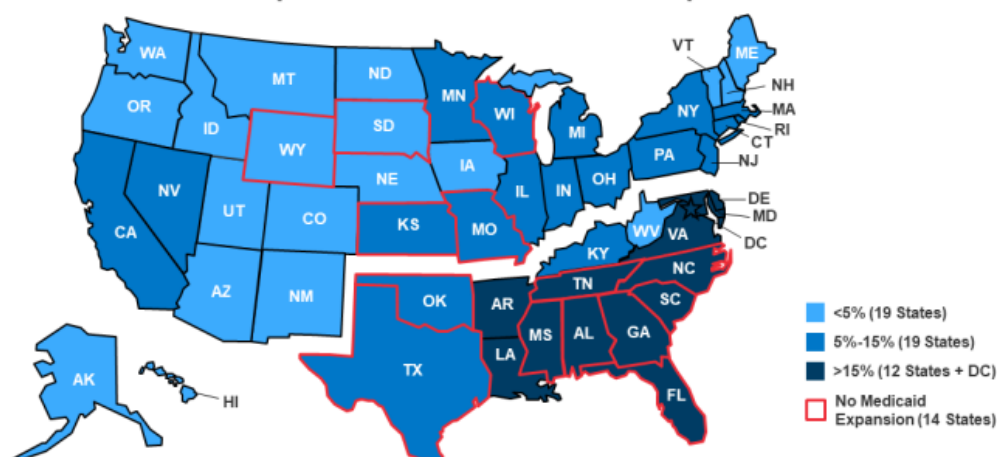 WA
MT
ND
MN
VT
ME
OR
ID
SD
WI
NY
NH
MA
WY
MI
RI
CT
IA
PA
NJ
NV
NE
IL
IN
OH
DE
UT
CO
KS
MO
WV
MD
CA
VA
DC
KY
AZ
NM
OK
AR
TN
NC
SC
MS
AL
GA
LA
TX
FL
AK
HI
<5% (19 States)
5%-15% (19 States)
>15% (12 States + DC)
No Medicaid
Expansion (14 States)